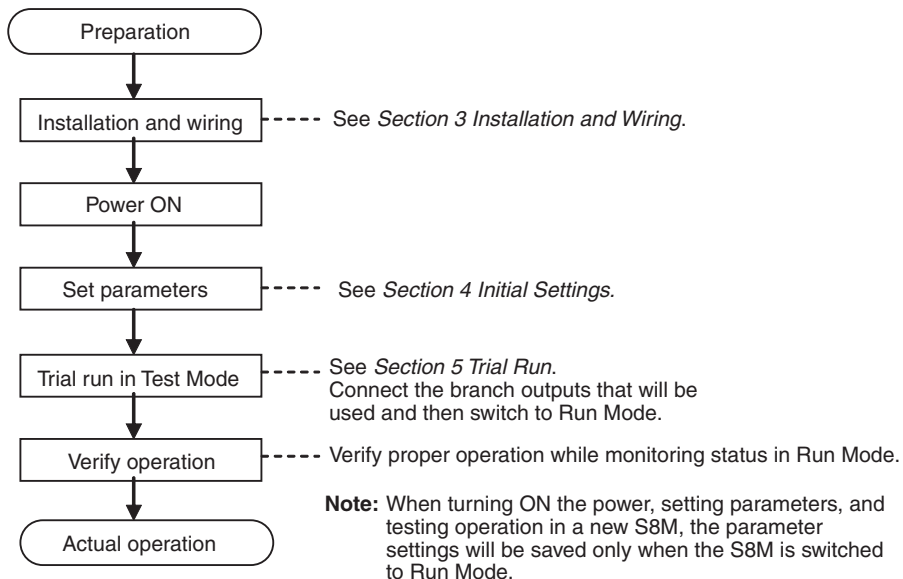 Preparation
Installation and wiring
See Section 3 Installation and Wiring.
Power ON
Set parameters
See Section 4 Initial Settings.
Trial run in Test Mode
See Section 5 Trial Run.
Connect the branch outputs that will be
used and then switch to Run Mode.
Verify operation
Verify proper operation while monitoring status in Run Mode.
Actual operation
Note: When turning ON the power, setting parameters, and
testing operation in a new S8M, the parameter
settings will be saved only when the S8M is switched
to Run Mode.